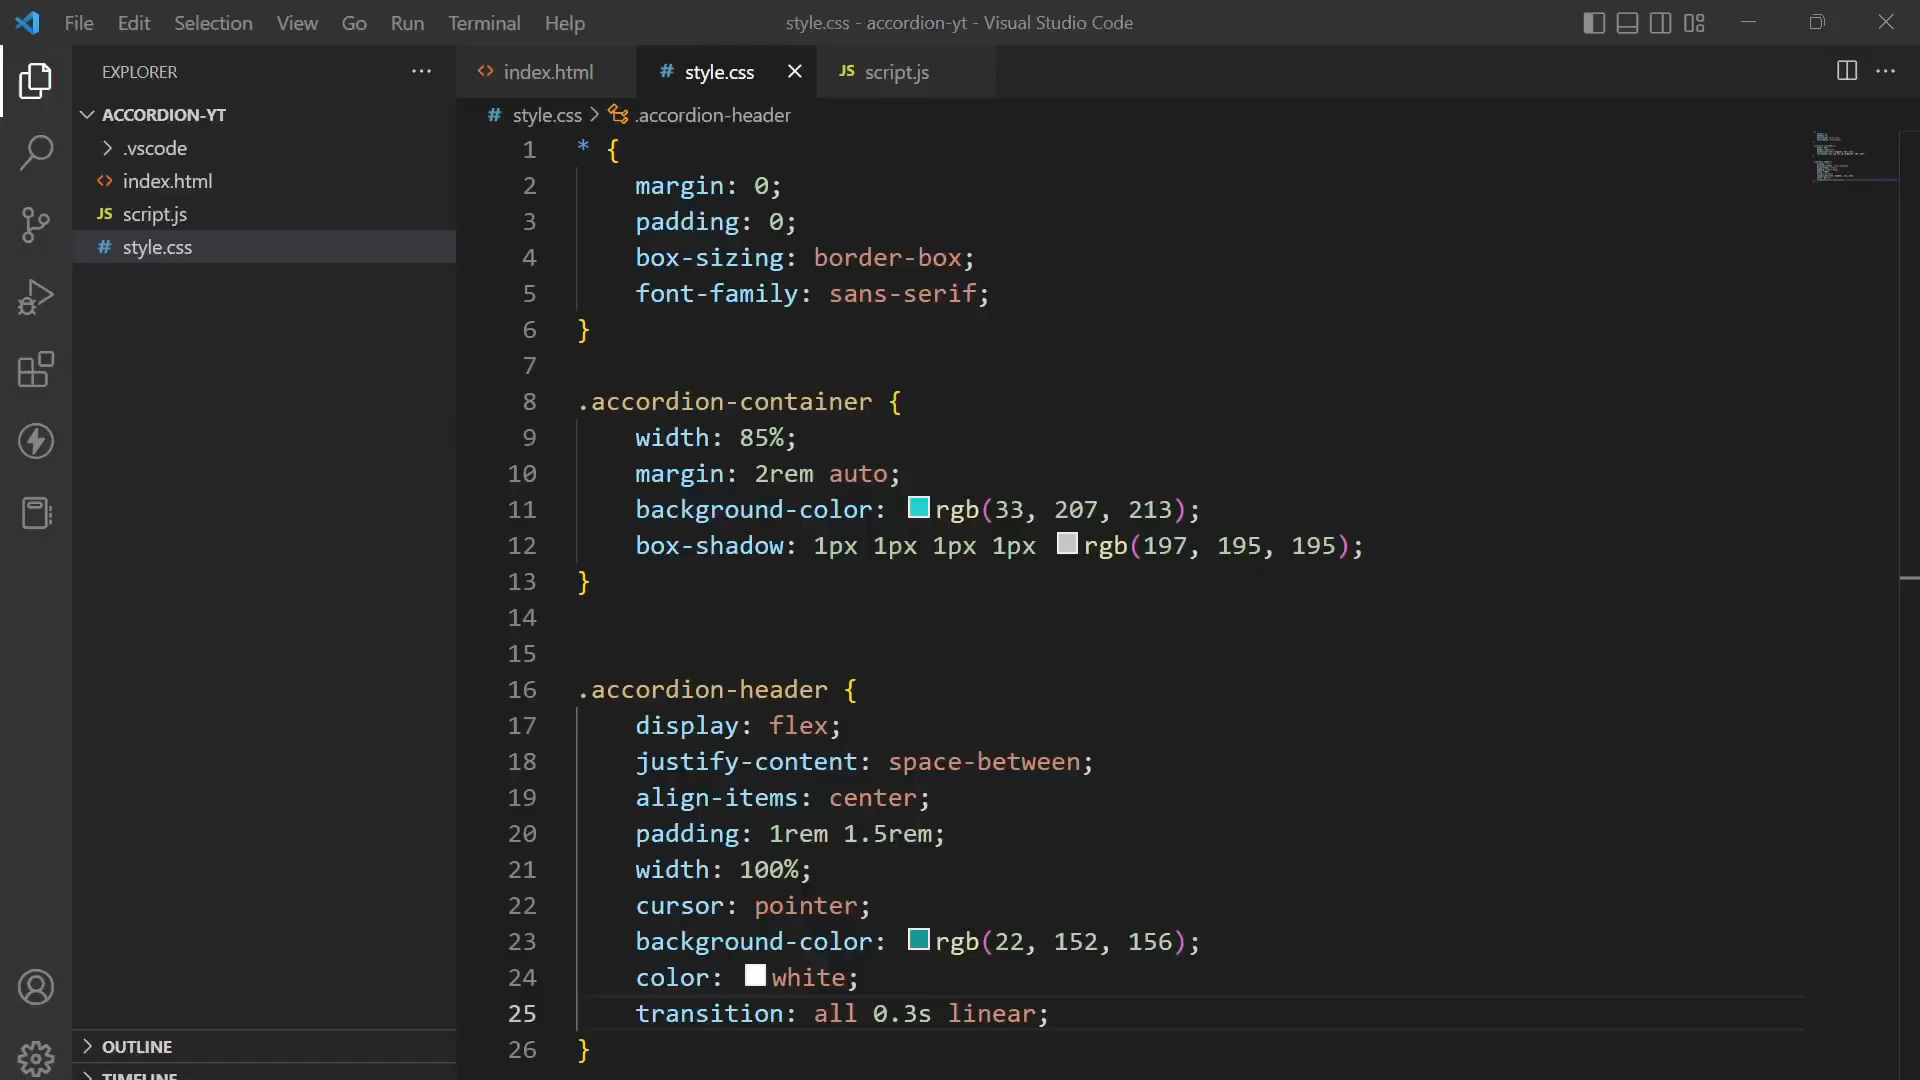 File Edit Selection View Go Run Terminal Help
style.css - accordion-yt - Visual Studio Code
EXPLORER
ACCORDION-YT
.vscode
<> index.html
JS script.js
# style.css
OUTLINE
TIMELINE
<> index.html # style.css JS script.js
# style.css > .accordion-header
1 * {
2 margin: 0;
3 padding: 0;
4 box-sizing: border-box;
5 font-family: sans-serif;
6 }
7
8 .accordion-container {
9 width: 85%;
10 margin: 2rem auto;
11 background-color: rgb(33, 207, 213);
12 box-shadow: 1px 1px 1px 1px rgb(197, 195, 195);
13 }
14
15
16 .accordion-header {
17 display: flex;
18 justify-content: space-between;
19 align-items: center;
20 padding: 1rem 1.5rem;
21 width: 100%;
22 cursor: pointer;
23 background-color: rgb(22, 152, 156);
24 color: white;
25 transition: all 0.3s linear;
26 }